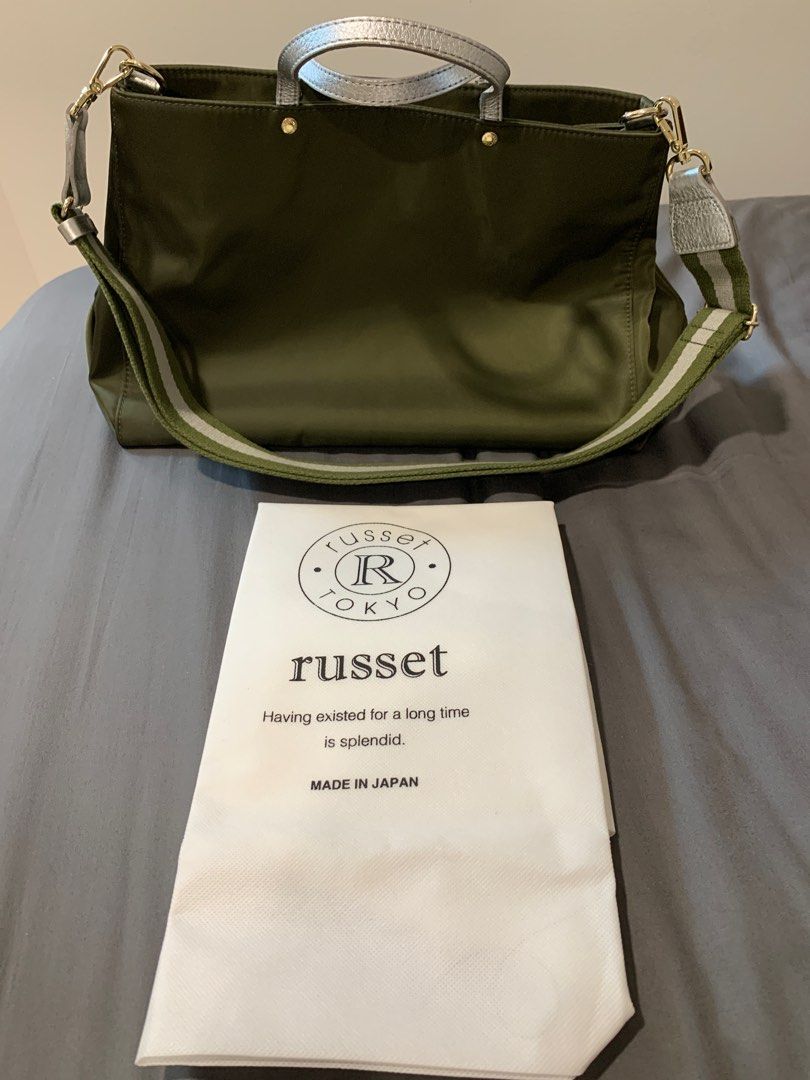 russet
R
TOKYO
russet
Having existed for a long time
is splendid.
MADE IN JAPAN